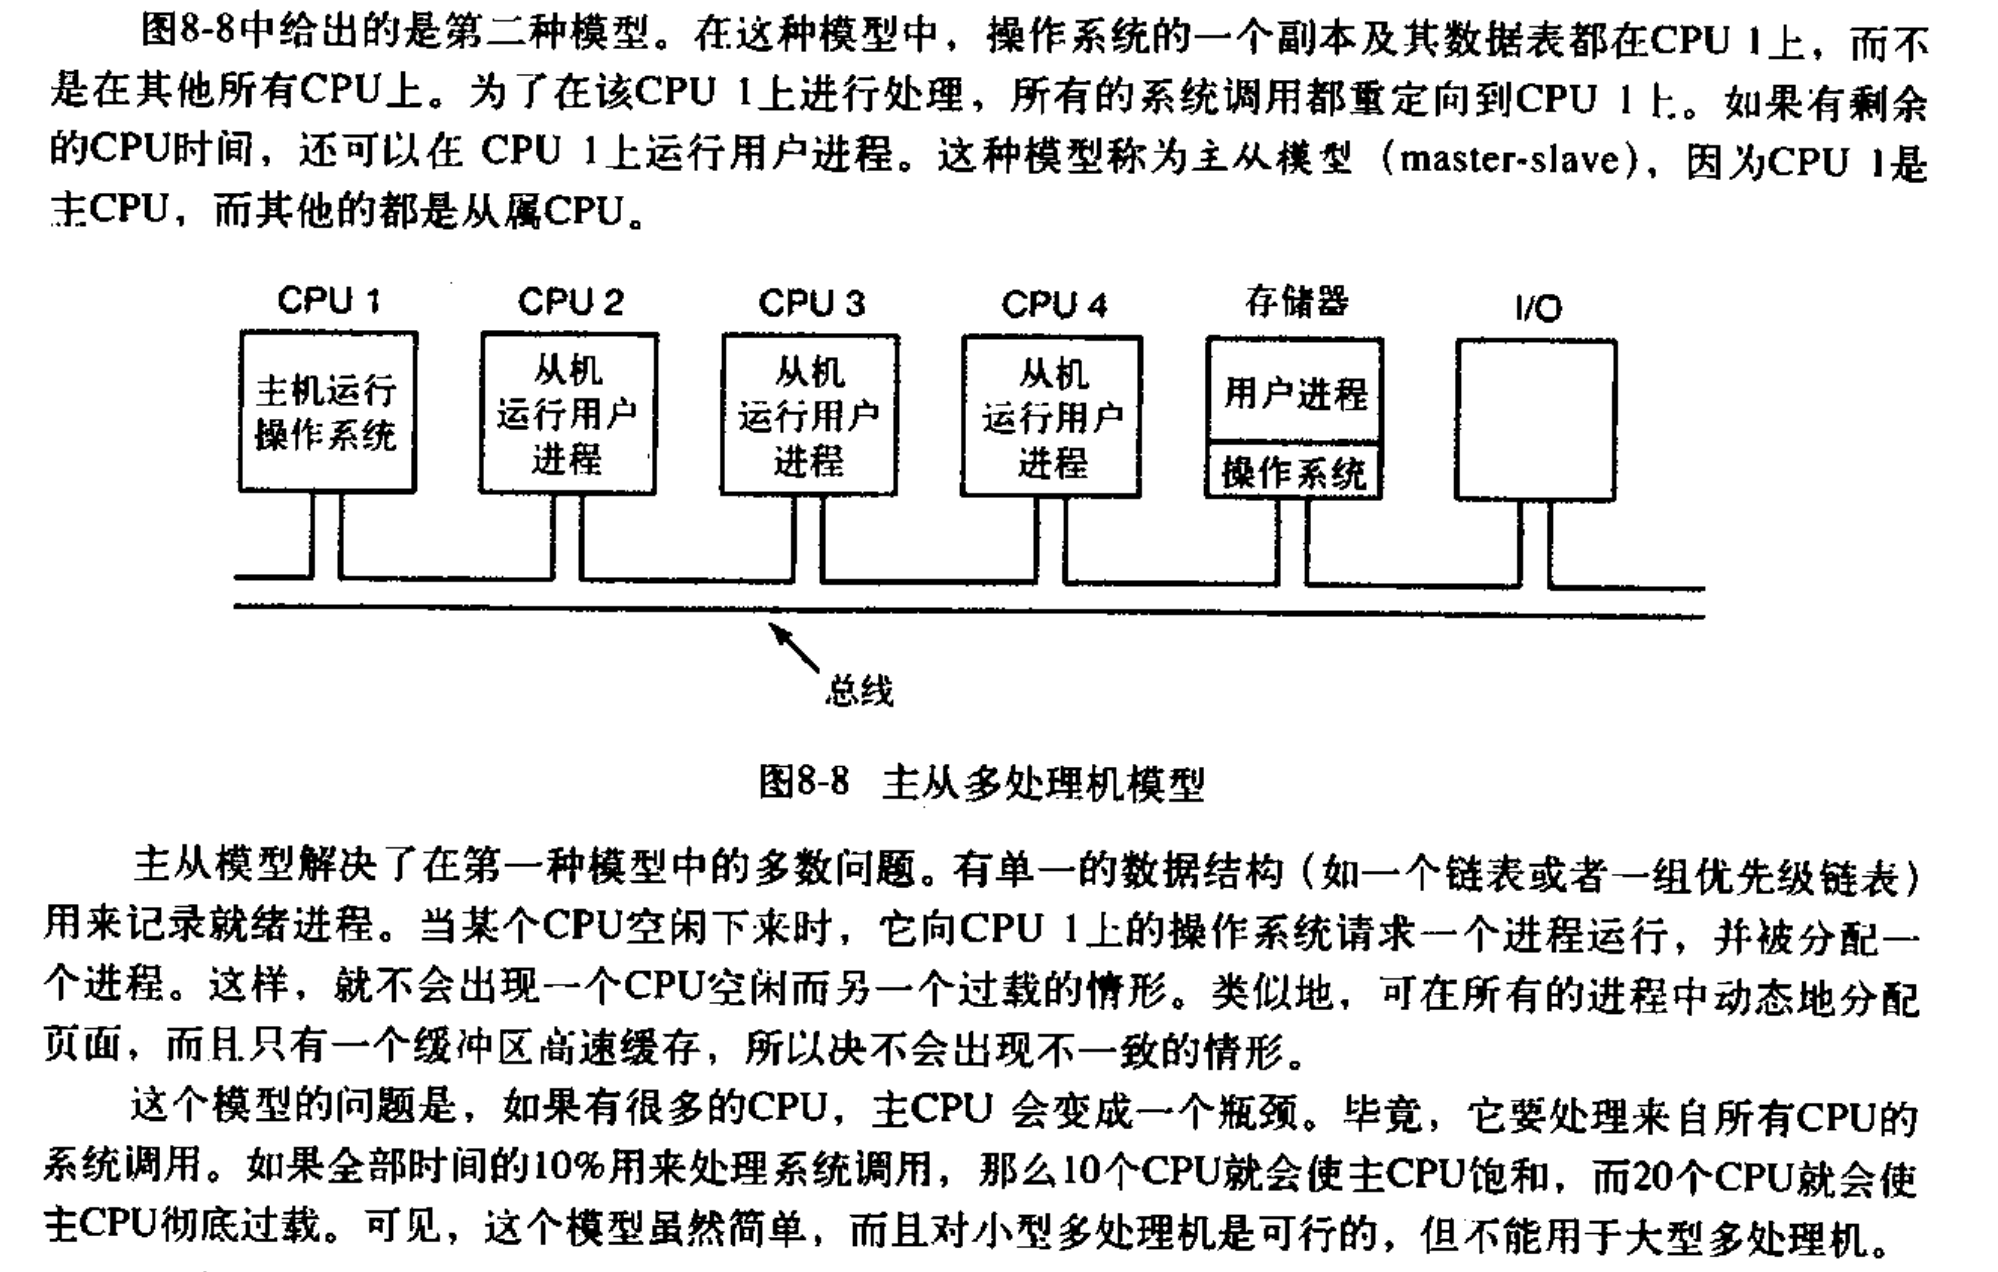 图8-8中给出的是第二种模型。在这种模型中，操作系统的一个副本及其数据表都在CPU 1上，而不
是在其他所有CPU上。为了在该CPU 1上进行处理，所有的系统调用都重定向到CPU 1上。如果有剩余
的CPU时间，还可以在 CPU 1上运行用户进程。这种模型称为主从模型（master-slave），因为CPU 1是
主CPU，而其他的都是从属CPU。
CPU 1 CPU 2 CPU 3 CPU 4 存储器 I/O
主机运行
操作系统
从机
运行用户
进程
从机
运行用户
进程
从机
运行用户
进程
用户进程
操作系统
总线
图8-8 主从多处理机模型
主从模型解决了在第一种模型中的多数问题。有单一的数据结构（如一个链表或者一组优先级链表）
用来记录就绪进程。当某个CPU空闲下来时，它向CPU 1上的操作系统请求一个进程运行，并被分配一
个进程。这样，就不会出现一个CPU空闲而另一个过载的情形。类似地，可在所有的进程中动态地分配
页面，而且只有一个缓冲区高速缓存，所以决不会出现不一致的情形。
这个模型的问题是，如果有很多的CPU，主CPU 会变成一个瓶颈。毕竟，它要处理来自所有CPU的
系统调用。如果全部时间的10%用来处理系统调用，那么10个CPU就会使主CPU饱和，而20个CPU就会使
主CPU彻底过载。可见，这个模型虽然简单，而且对小型多处理机是可行的，但不能用于大型多处理机。